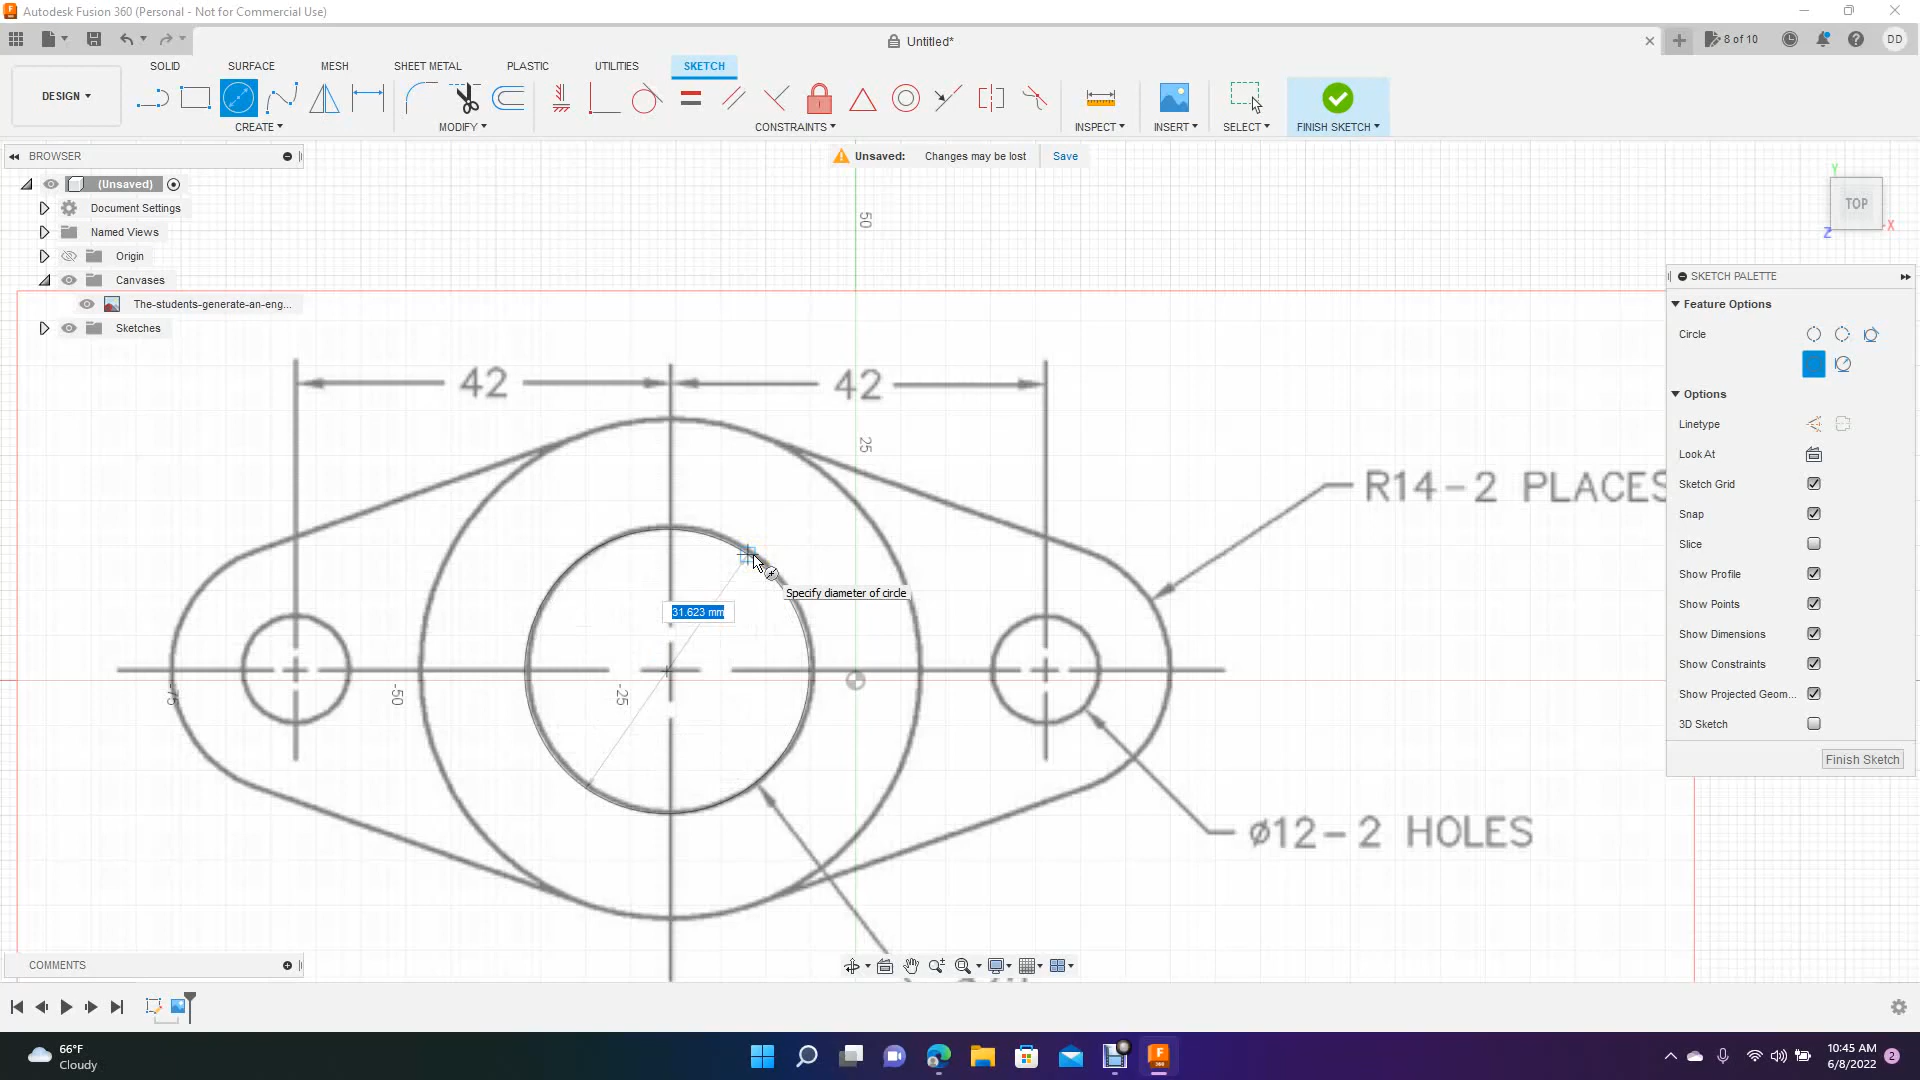 Autodesk Fusion 360 (Personal - Not for Commercial Use)
Untitled*
8 of 10
DD
SOLID SURFACE MESH SHEET METAL PLASTIC UTILITIES SKETCH
DESIGN
CREATE MODIFY CONSTRAINTS INSPECT INSERT SELECT FINISH SKETCH
BROWSER
Unsaved: Changes may be lost Save
(Unsaved)
Document Settings
Named Views
Origin
Canvases
The-students-generate-an-eng...
Sketches
Y
TOP
X
Z
50
25
-25
-50
-75
42 42
R14-2 PLACES
Ø12-2 HOLES
31.623 mm
Specify diameter of circle
SKETCH PALETTE
Feature Options
Circle
Options
Linetype
Look At
Sketch Grid
Snap
Slice
Show Profile
Show Points
Show Dimensions
Show Constraints
Show Projected Geom...
3D Sketch
Finish Sketch
COMMENTS
66°F
Cloudy
10:45 AM
6/8/2022
2